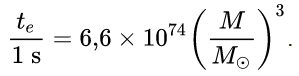 t_e / 1 s = 6,6 × 10^74 (M / M_☉)^3 .